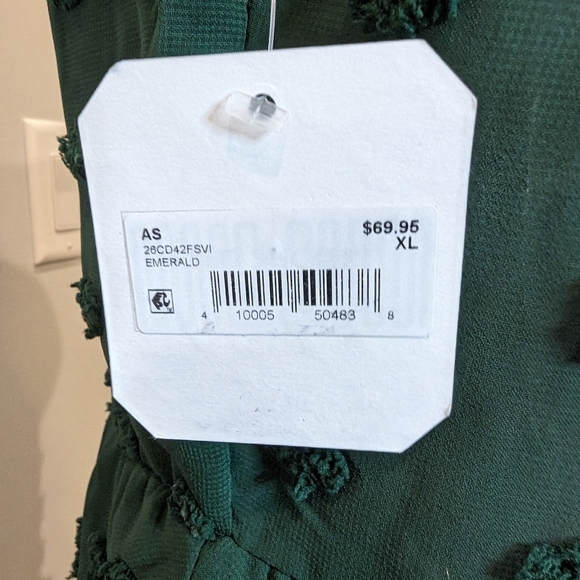 AS $69.95
26CD42FSVI XL
EMERALD
4 10005 50483 8